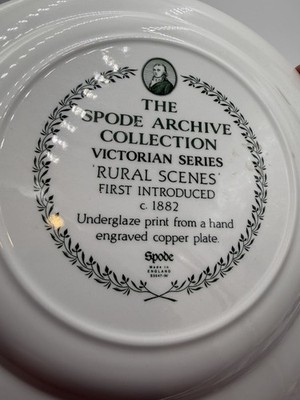 THE
SPODE ARCHIVE
COLLECTION
VICTORIAN SERIES
'RURAL SCENES'
FIRST INTRODUCED
c. 1882
Underglaze print from a hand
engraved copper plate.
Spode
MADE IN
ENGLAND